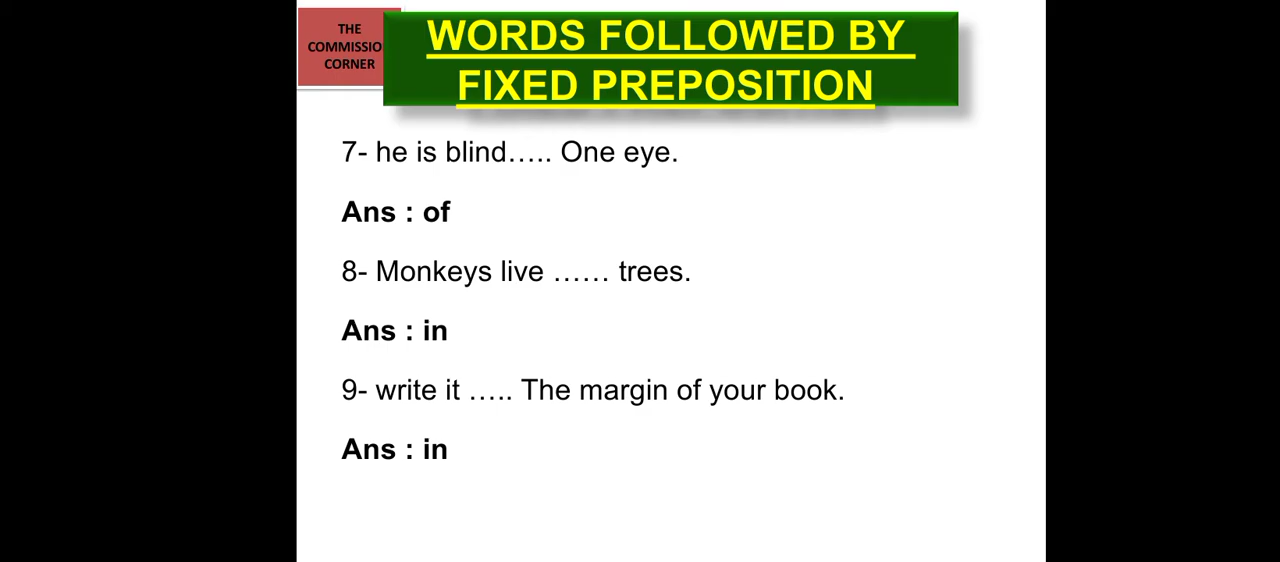 THE
COMMISSIO
CORNER
WORDS FOLLOWED BY
FIXED PREPOSITION
7- he is blind….. One eye.
Ans : of
8- Monkeys live …… trees.
Ans : in
9- write it ….. The margin of your book.
Ans : in